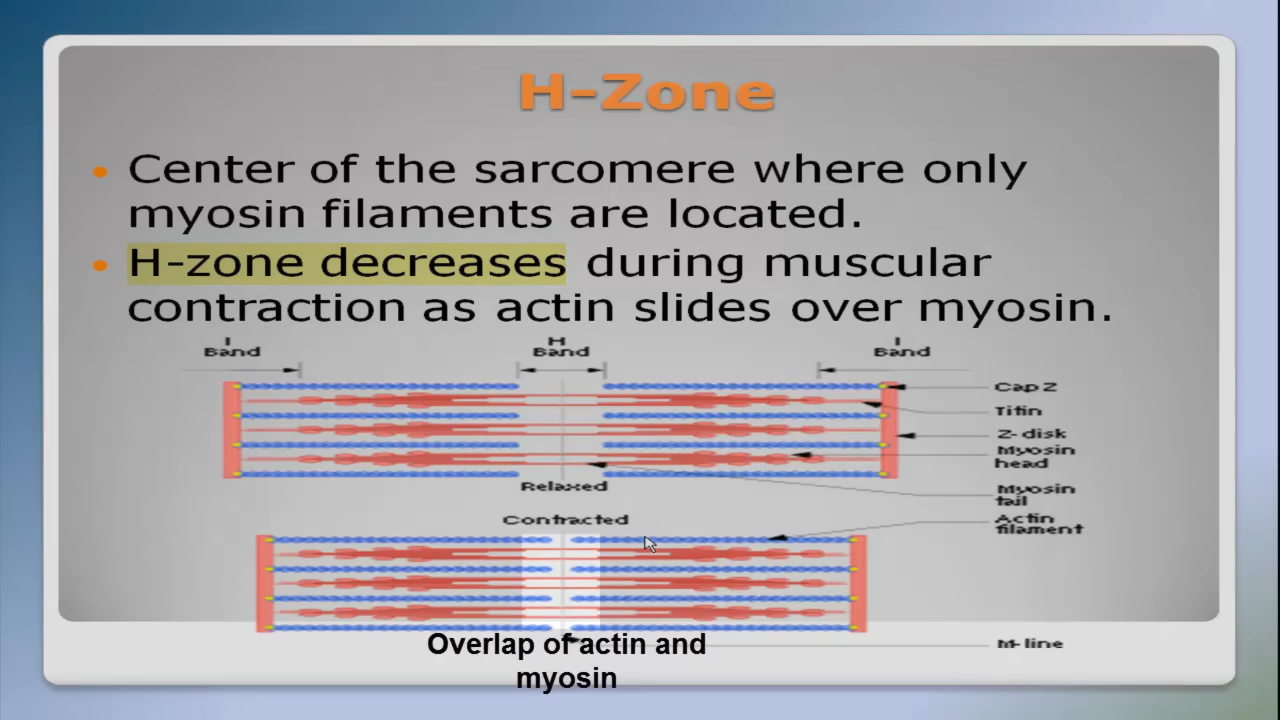 H-Zone
• Center of the sarcomere where only
myosin filaments are located.
• H-zone decreases during muscular
contraction as actin slides over myosin.
I
Band
H
Band
I
Band
Cap Z
Titin
Z-disk
Myosin
head
Myosin
tail
Relaxed
Contracted
Actin
filament
M-line
Overlap of actin and
myosin